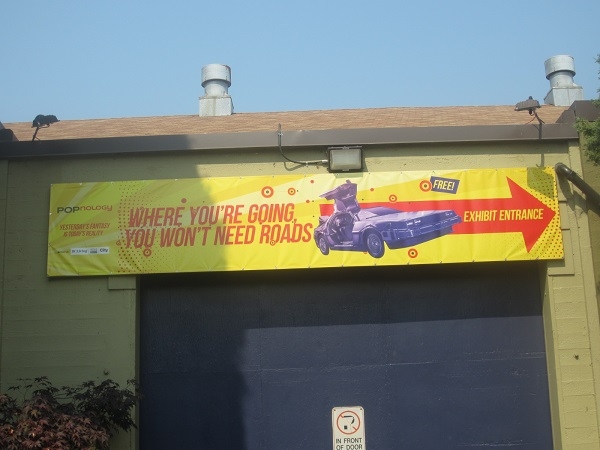 POPnology
YESTERDAY'S FANTASY
IS TODAY'S REALITY
WHERE YOU'RE GOING,
YOU WON'T NEED ROADS
FREE!
EXHIBIT ENTRANCE
IN FRONT
OF DOOR